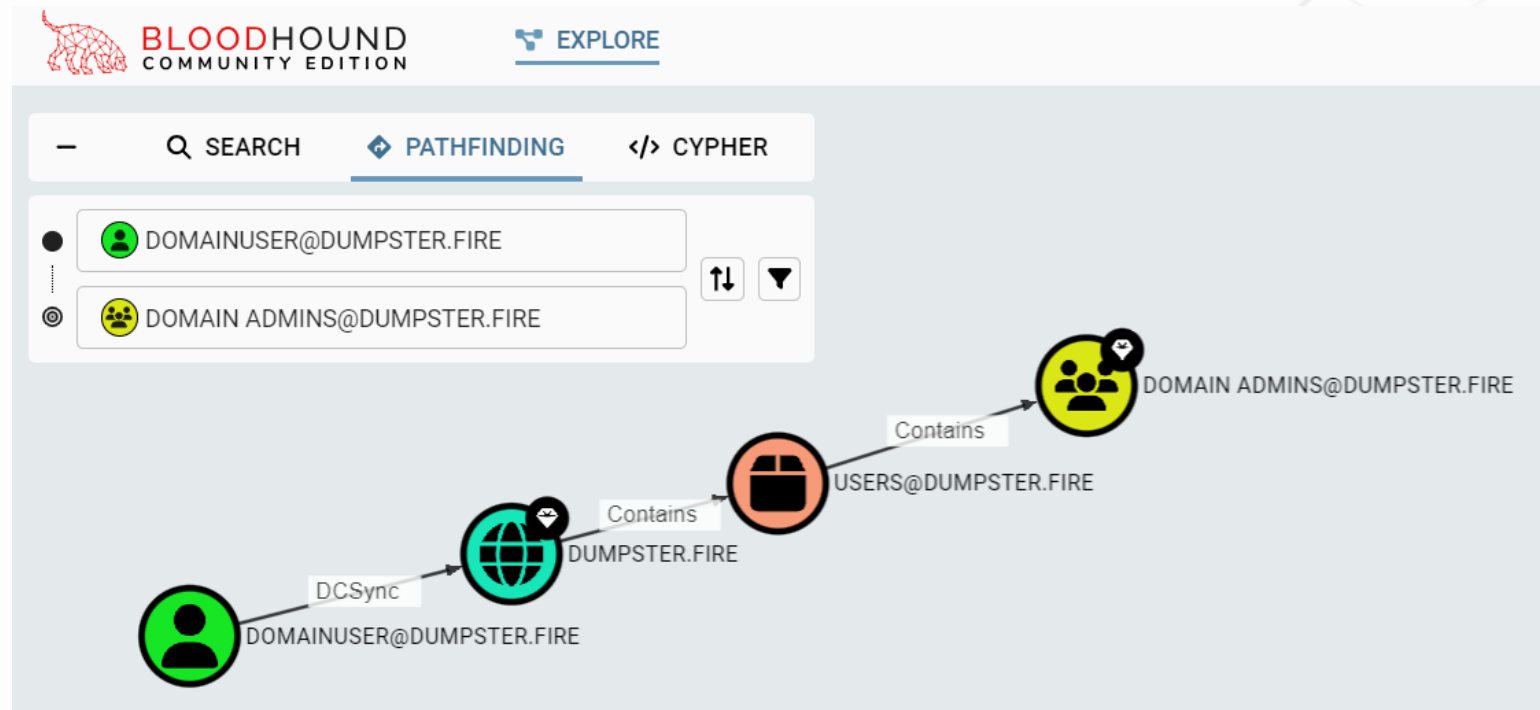 BLOODHOUND
COMMUNITY EDITION
EXPLORE
SEARCH
PATHFINDING
</> CYPHER
DOMAINUSER@DUMPSTER.FIRE
DOMAIN ADMINS@DUMPSTER.FIRE
DOMAIN ADMINS@DUMPSTER.FIRE
Contains
USERS@DUMPSTER.FIRE
Contains
DUMPSTER.FIRE
DCSync
DOMAINUSER@DUMPSTER.FIRE